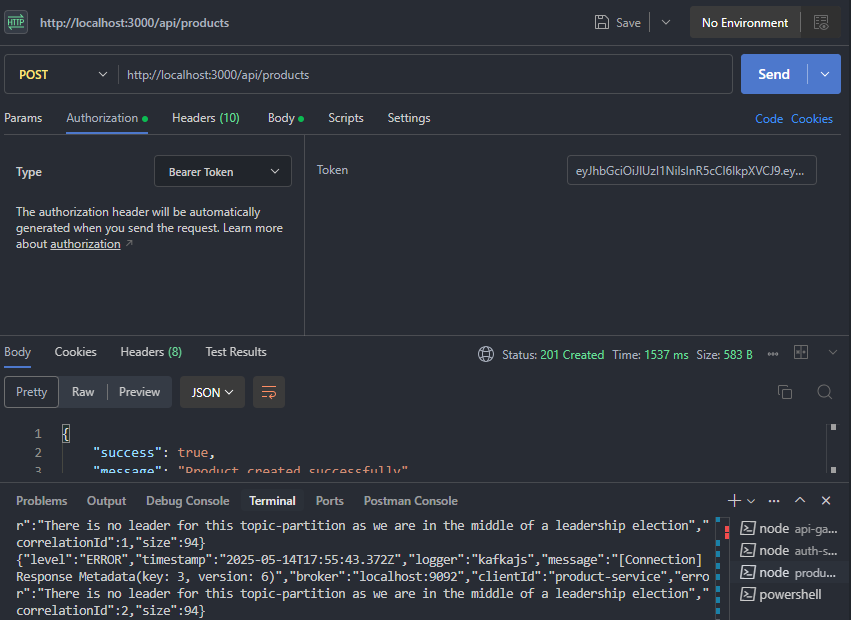 HTTP http://localhost:3000/api/products Save No Environment
POST http://localhost:3000/api/products Send
Params Authorization Headers (10) Body Scripts Settings Code Cookies
Type Bearer Token Token eyJhbGciOiJIUzI1NiIsInR5cCI6IkpXVCJ9.ey...
The authorization header will be automatically
generated when you send the request. Learn more
about authorization ↗
Body Cookies Headers (8) Test Results Status: 201 Created Time: 1537 ms Size: 583 B
Pretty Raw Preview JSON
1 {
2 "success": true,
3 "message": "Product created successfully"
Problems Output Debug Console Terminal Ports Postman Console
r":"There is no leader for this topic-partition as we are in the middle of a leadership election","
correlationId":1,"size":94}
{"level":"ERROR","timestamp":"2025-05-14T17:55:43.372Z","logger":"kafkajs","message":"[Connection]
Response Metadata(key: 3, version: 6)","broker":"localhost:9092","clientId":"product-service","erro
r":"There is no leader for this topic-partition as we are in the middle of a leadership election","
correlationId":2,"size":94}
node api-ga...
node auth-s...
node produ...
powershell